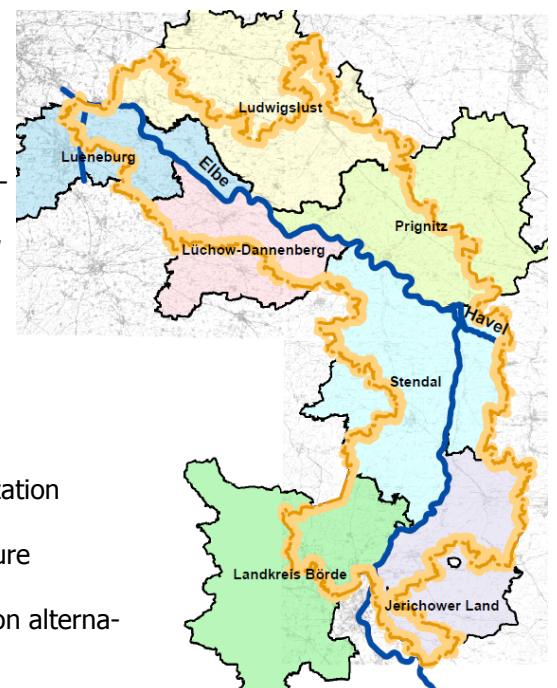 Ludwigslust
Lueneburg
Elbe
Prignitz
Lüchow-Dannenberg
Havel
Stendal
Landkreis Börde
Jerichower Land
ation
ure
on alterna-